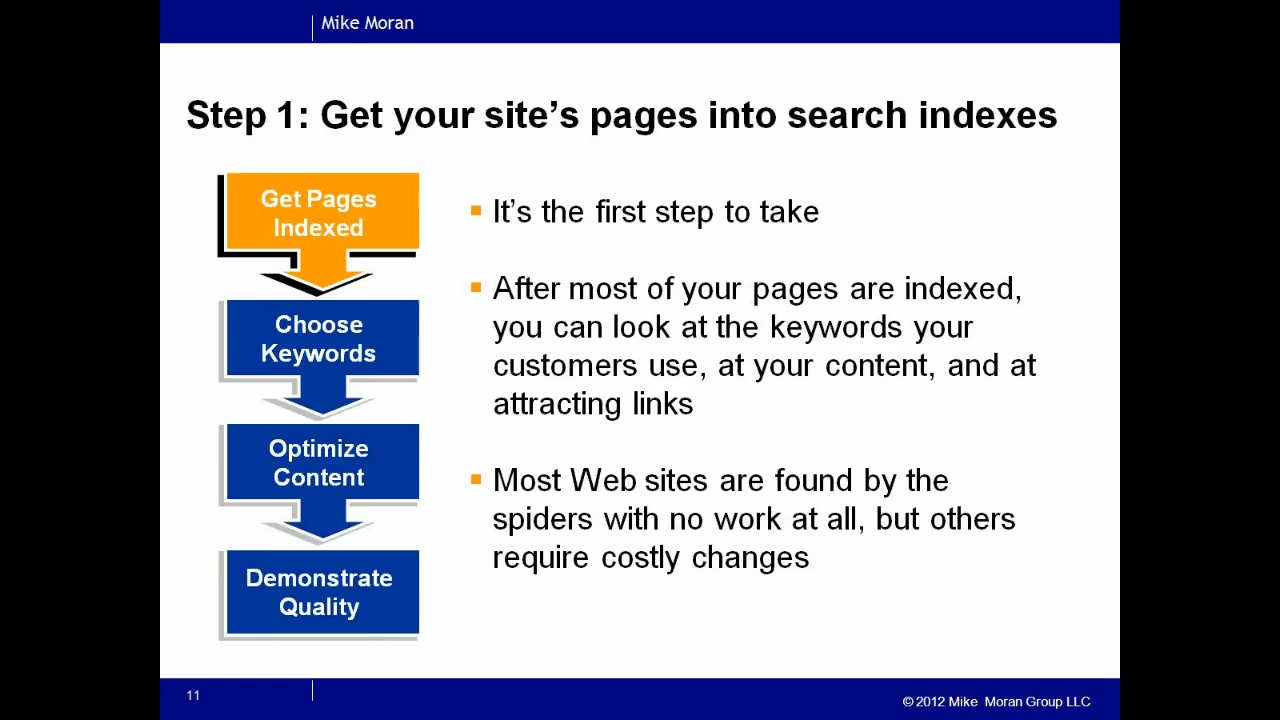 Mike Moran
Step 1: Get your site's pages into search indexes
Get Pages
Indexed
Choose
Keywords
Optimize
Content
Demonstrate
Quality
It's the first step to take
After most of your pages are indexed,
you can look at the keywords your
customers use, at your content, and at
attracting links
Most Web sites are found by the
spiders with no work at all, but others
require costly changes
11
© 2012 Mike Moran Group LLC